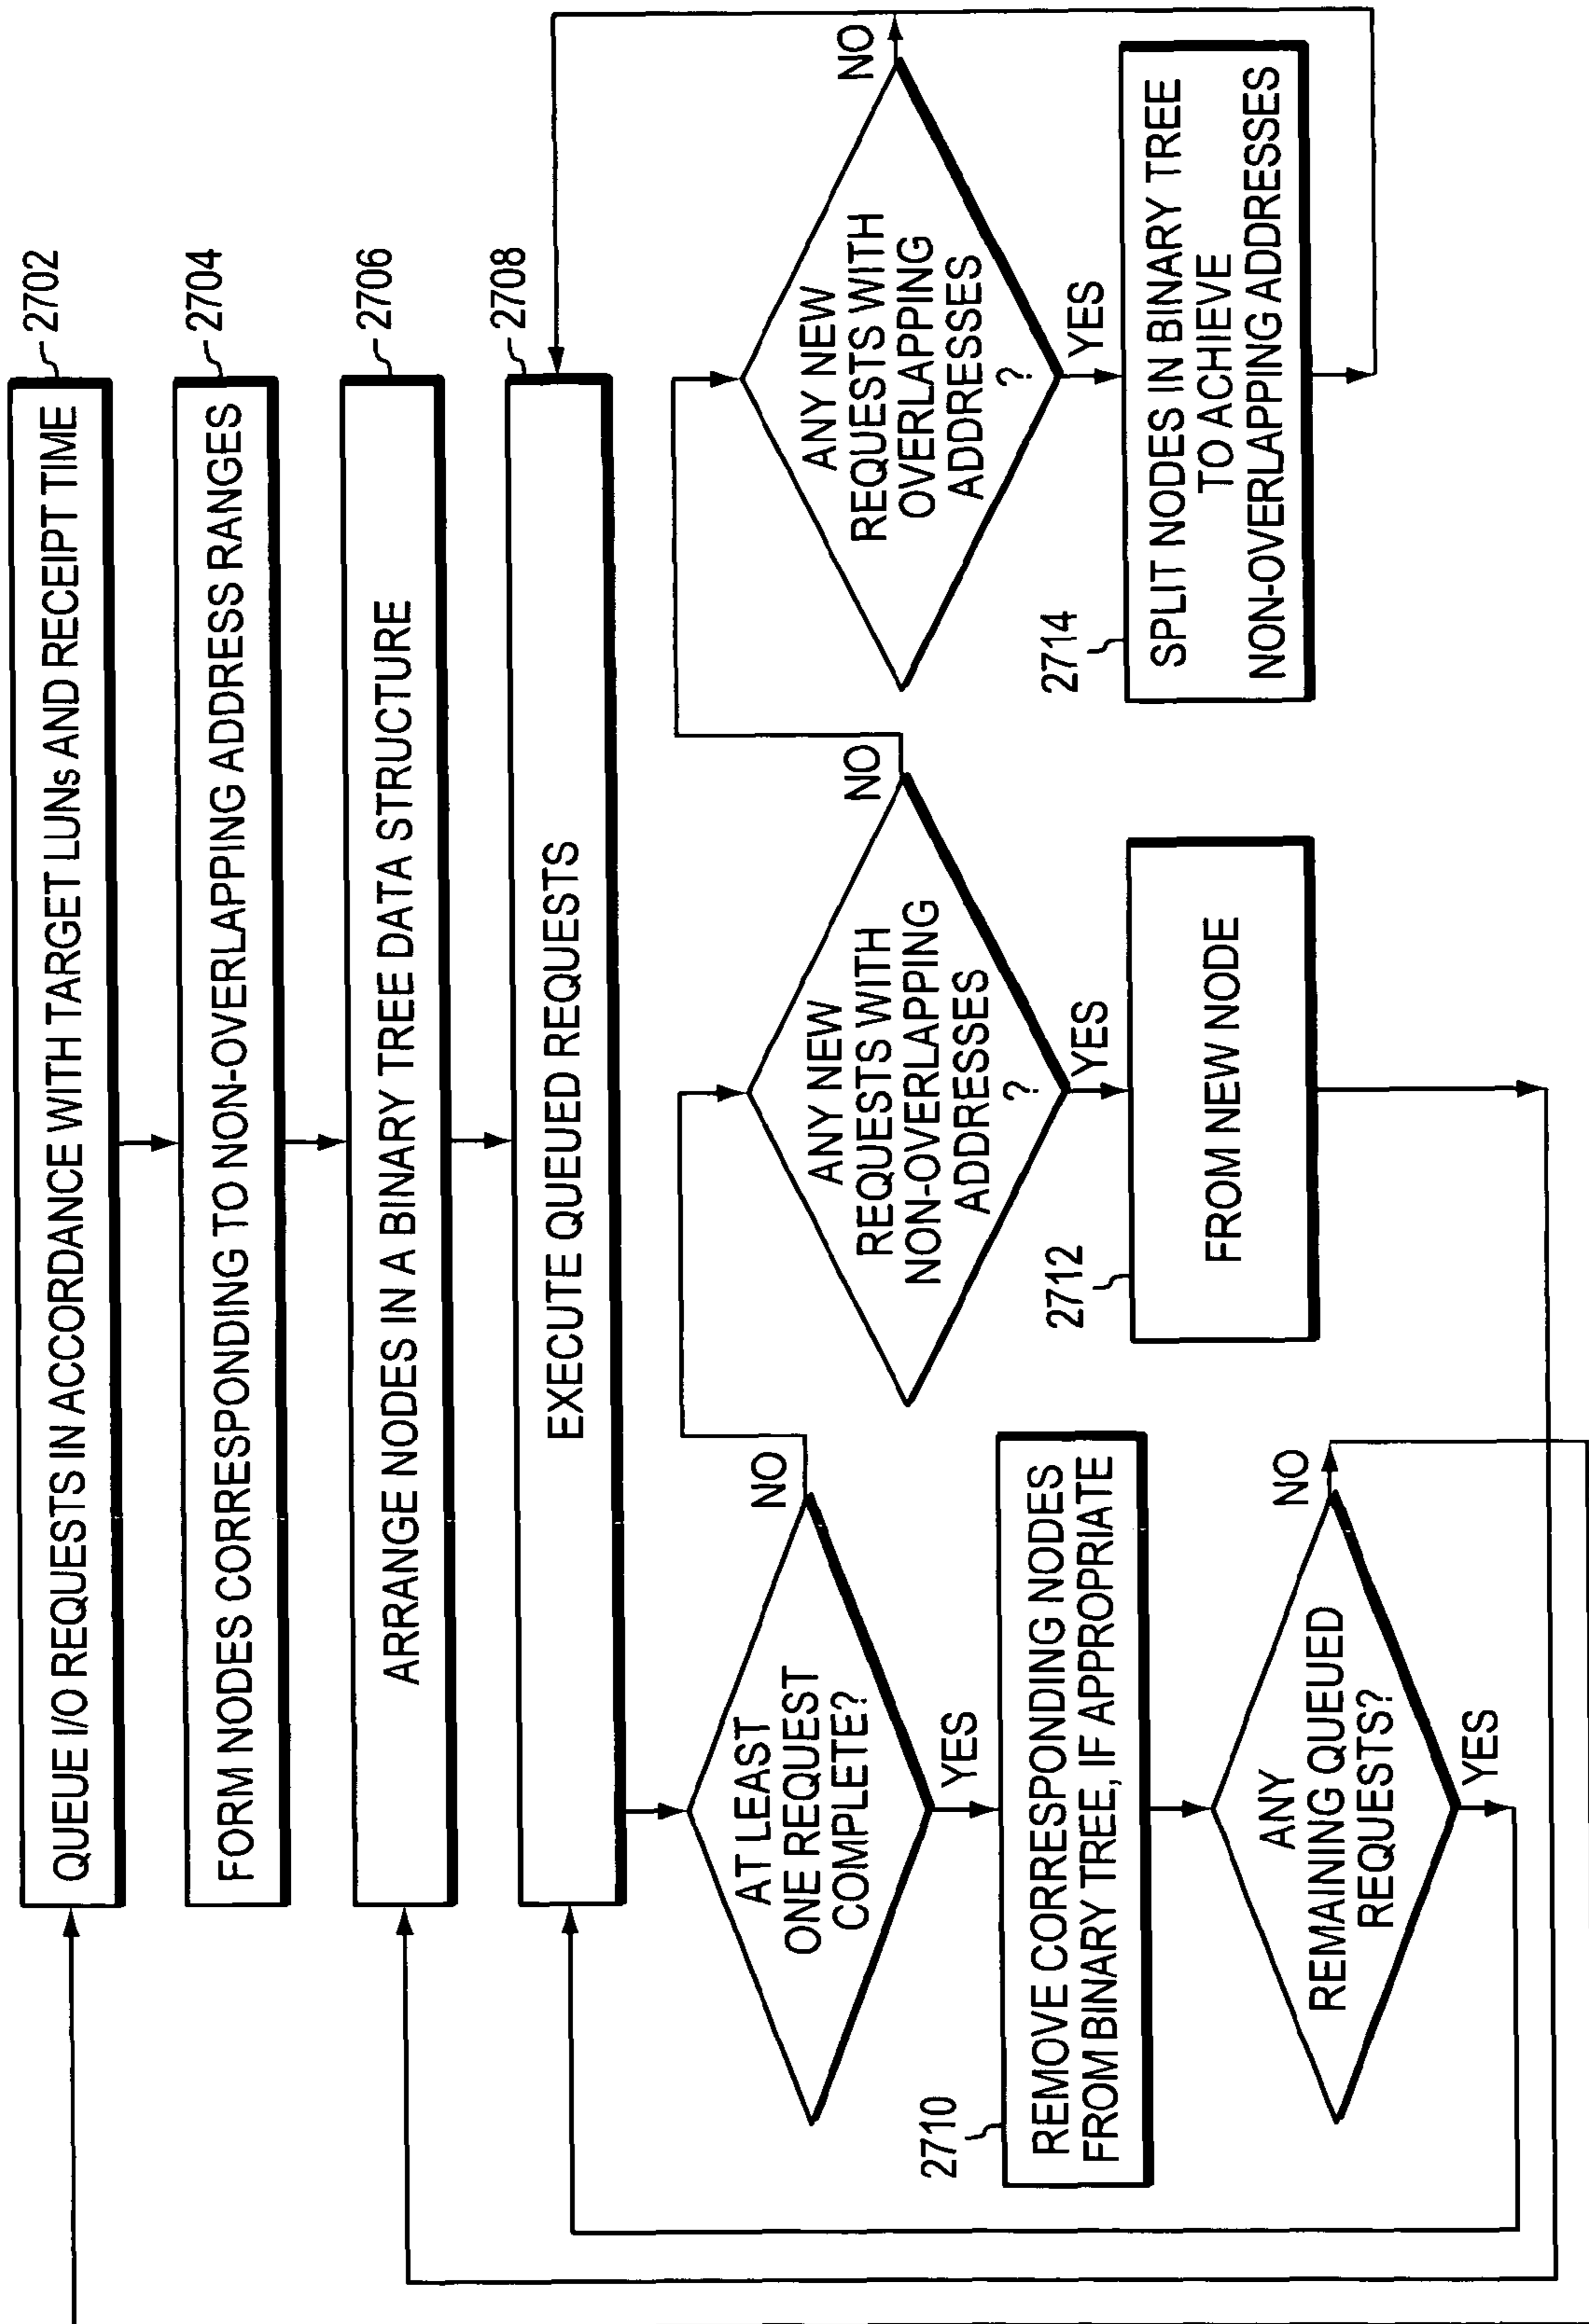 QUEUE I/O REQUESTS IN ACCORDANCE WITH TARGET LUNs AND RECEIPT TIME
2702
FORM NODES CORRESPONDING TO NON-OVERLAPPING ADDRESS RANGES
2704
ARRANGE NODES IN A BINARY TREE DATA STRUCTURE
2706
EXECUTE QUEUED REQUESTS
2708
AT LEAST
ONE REQUEST
COMPLETE?
NO
YES
2710
REMOVE CORRESPONDING NODES
FROM BINARY TREE, IF APPROPRIATE
ANY
REMAINING QUEUED
REQUESTS?
NO
YES
ANY NEW
REQUESTS WITH
NON-OVERLAPPING
ADDRESSES
?
NO
YES
2712
FROM NEW NODE
ANY NEW
REQUESTS WITH
OVERLAPPING
ADDRESSES
?
NO
YES
2714
SPLIT NODES IN BINARY TREE
TO ACHIEVE
NON-OVERLAPPING ADDRESSES